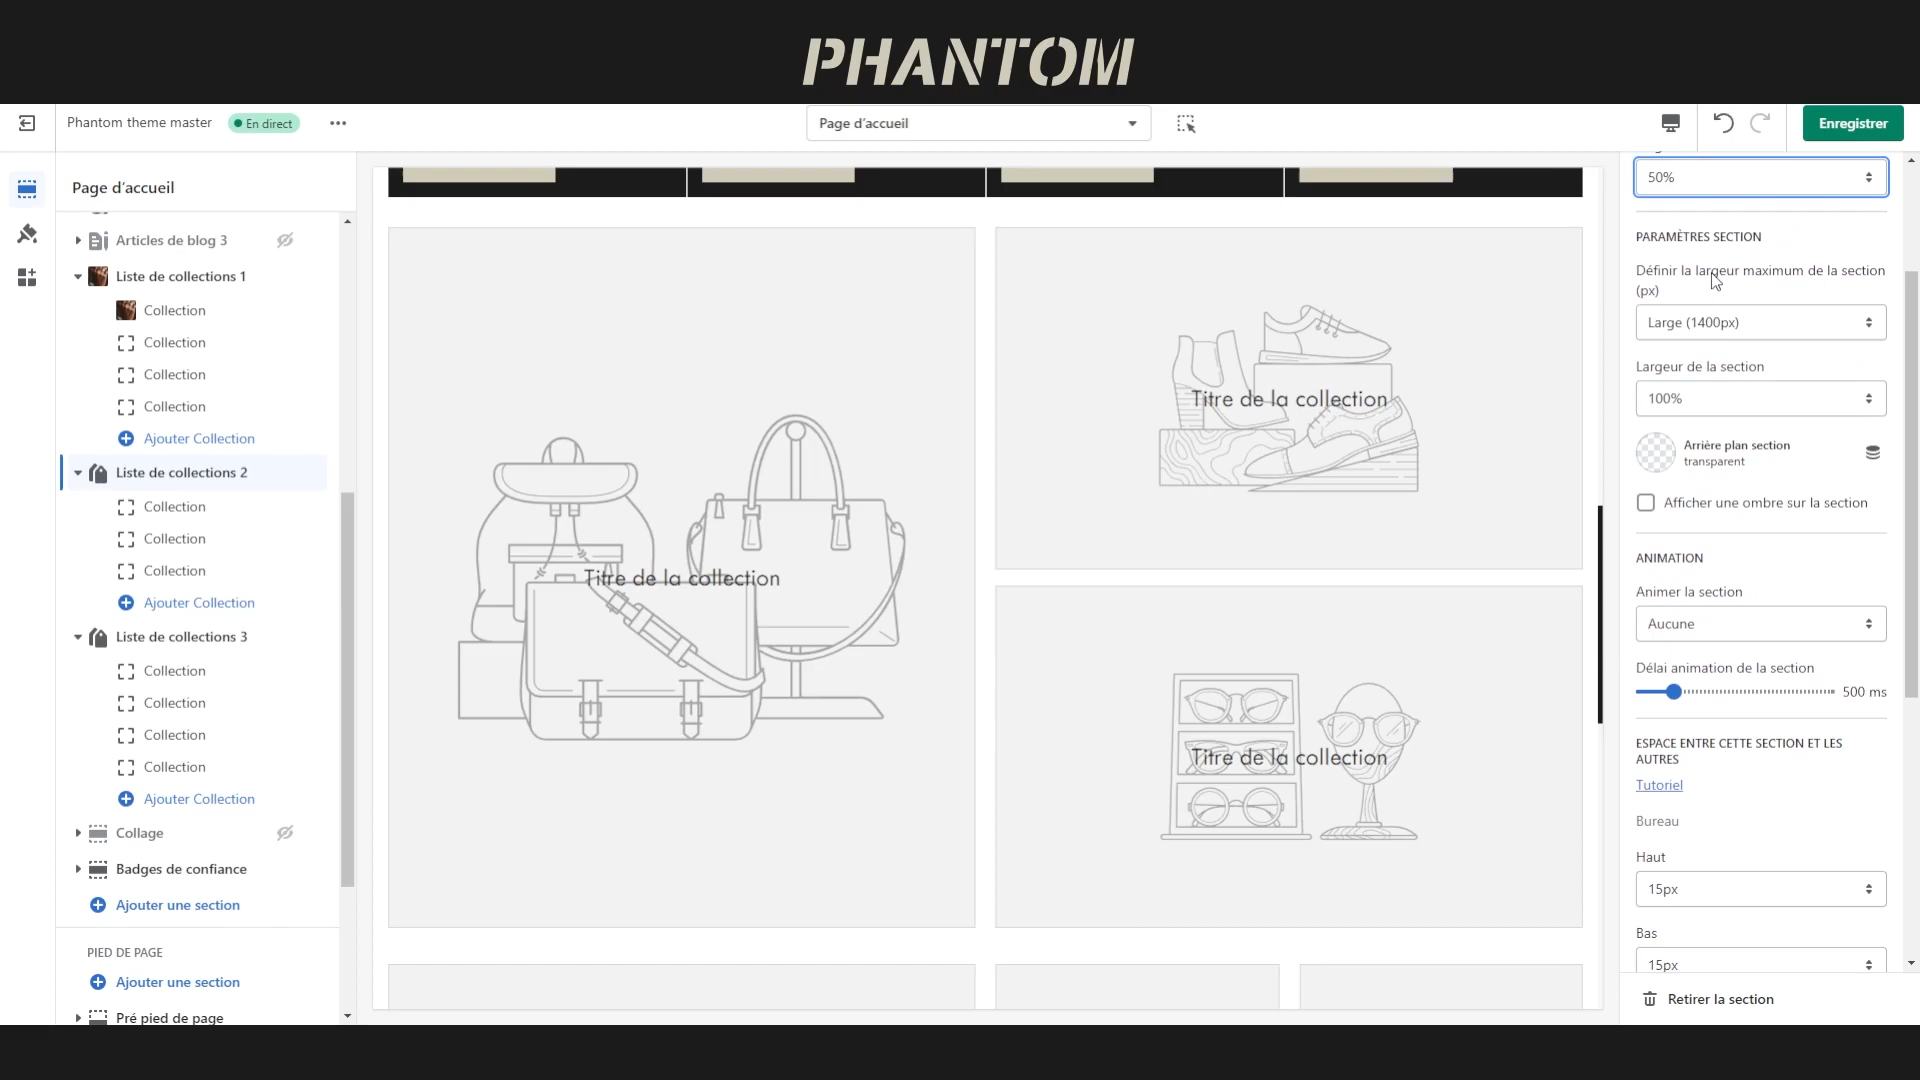 PHANTOM
Phantom theme master
En direct
Page d'accueil
Enregistrer
Page d'accueil
Articles de blog 3
Liste de collections 1
Collection
Collection
Collection
Collection
Ajouter Collection
Liste de collections 2
Collection
Collection
Collection
Ajouter Collection
Liste de collections 3
Collection
Collection
Collection
Collection
Ajouter Collection
Collage
Badges de confiance
Ajouter une section
PIED DE PAGE
Ajouter une section
Pré pied de page
Titre de la collection
Titre de la collection
Titre de la collection
50%
PARAMÈTRES SECTION
Définir la largeur maximum de la section
(px)
Large (1400px)
Largeur de la section
100%
Arrière plan section
transparent
Afficher une ombre sur la section
ANIMATION
Animer la section
Aucune
Délai animation de la section
500 ms
ESPACE ENTRE CETTE SECTION ET LES
AUTRES
Tutoriel
Bureau
Haut
15px
Bas
15px
Retirer la section